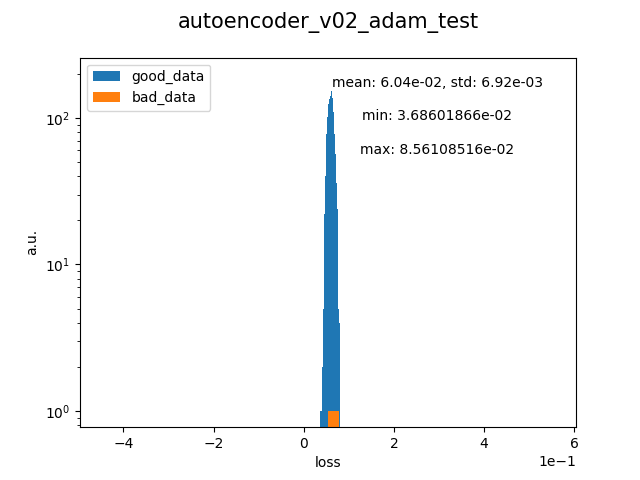 autoencoder_v02_adam_test
good_data
bad_data
mean: 6.04e-02, std: 6.92e-03
min: 3.68601866e-02
max: 8.56108516e-02
a.u.
10²
10¹
10⁰
−4
−2
0
2
4
6
1e−1
loss